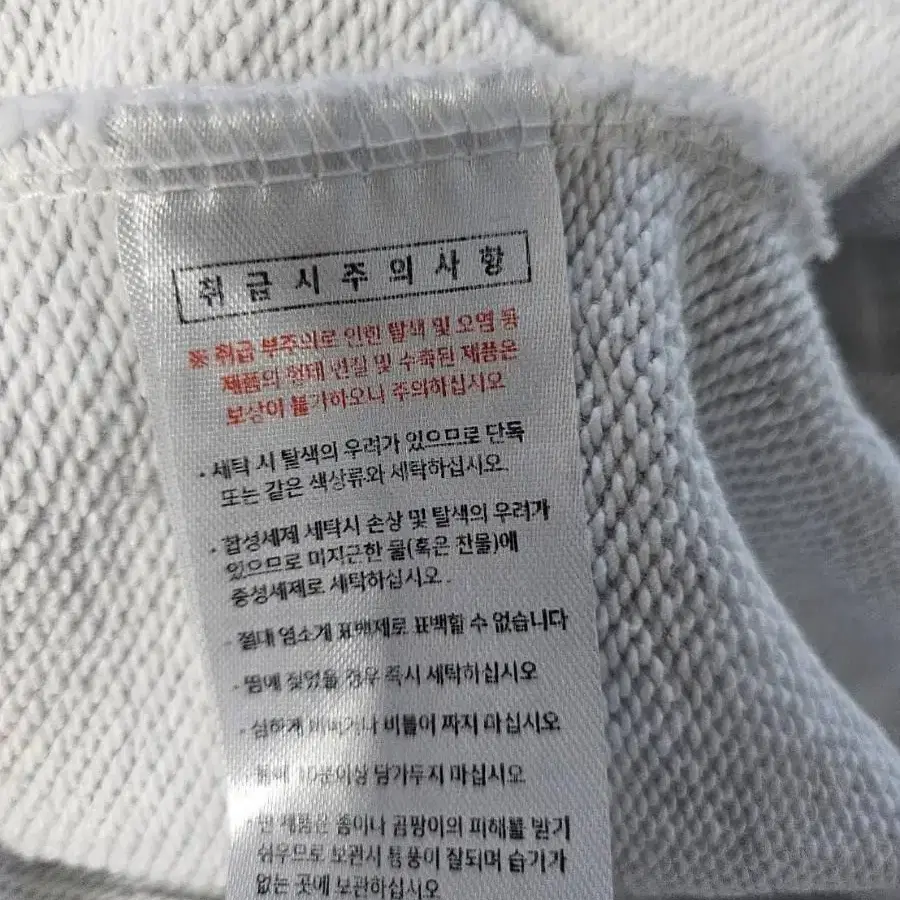 취급시주의사항
※ 취급 부주의로 인한 탈색 및 오염 등
제품의 형태 변질 및 수축된 제품은
보상이 불가하오니 주의하십시오
· 세탁 시 탈색의 우려가 있으므로 단독
또는 같은 색상류와 세탁하십시오.
· 합성세제 세탁시 손상 및 탈색의 우려가
있으므로 미지근한 물(혹은 찬물)에
중성세제로 세탁하십시오.
· 절대 염소계 표백제로 표백할 수 없습니다
· 땀에 젖었을 경우 즉시 세탁하십시오
· 심하게 비비거나 비틀어 짜지 마십시오
· 물에 10분이상 담가두지 마십시오
제품은 좀이나 곰팡이의 피해를 받기
쉬우므로 보관시 통풍이 잘되며 습기가
없는 곳에 보관하십시오